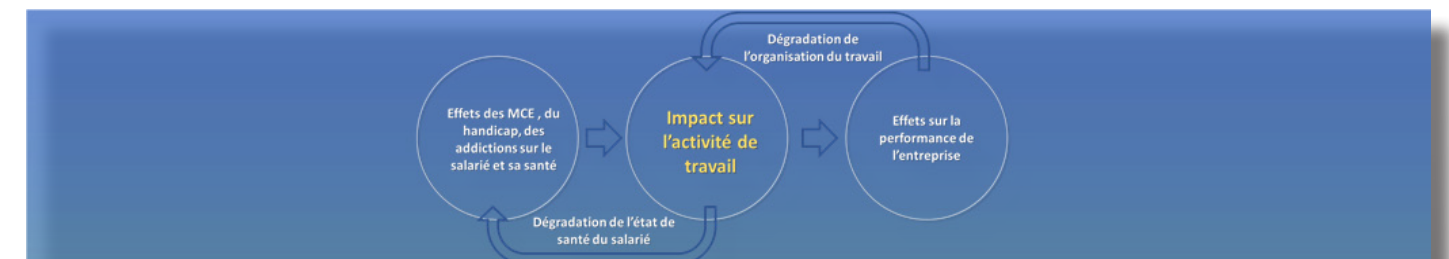 Dégradation de
l'organisation du travail
Effets des MCE , du
handicap, des
addictions sur le
salarié et sa santé
Impact sur
l'activité de
travail
Effets sur la
performance de
l'entreprise
Dégradation de l'état de
santé du salarié